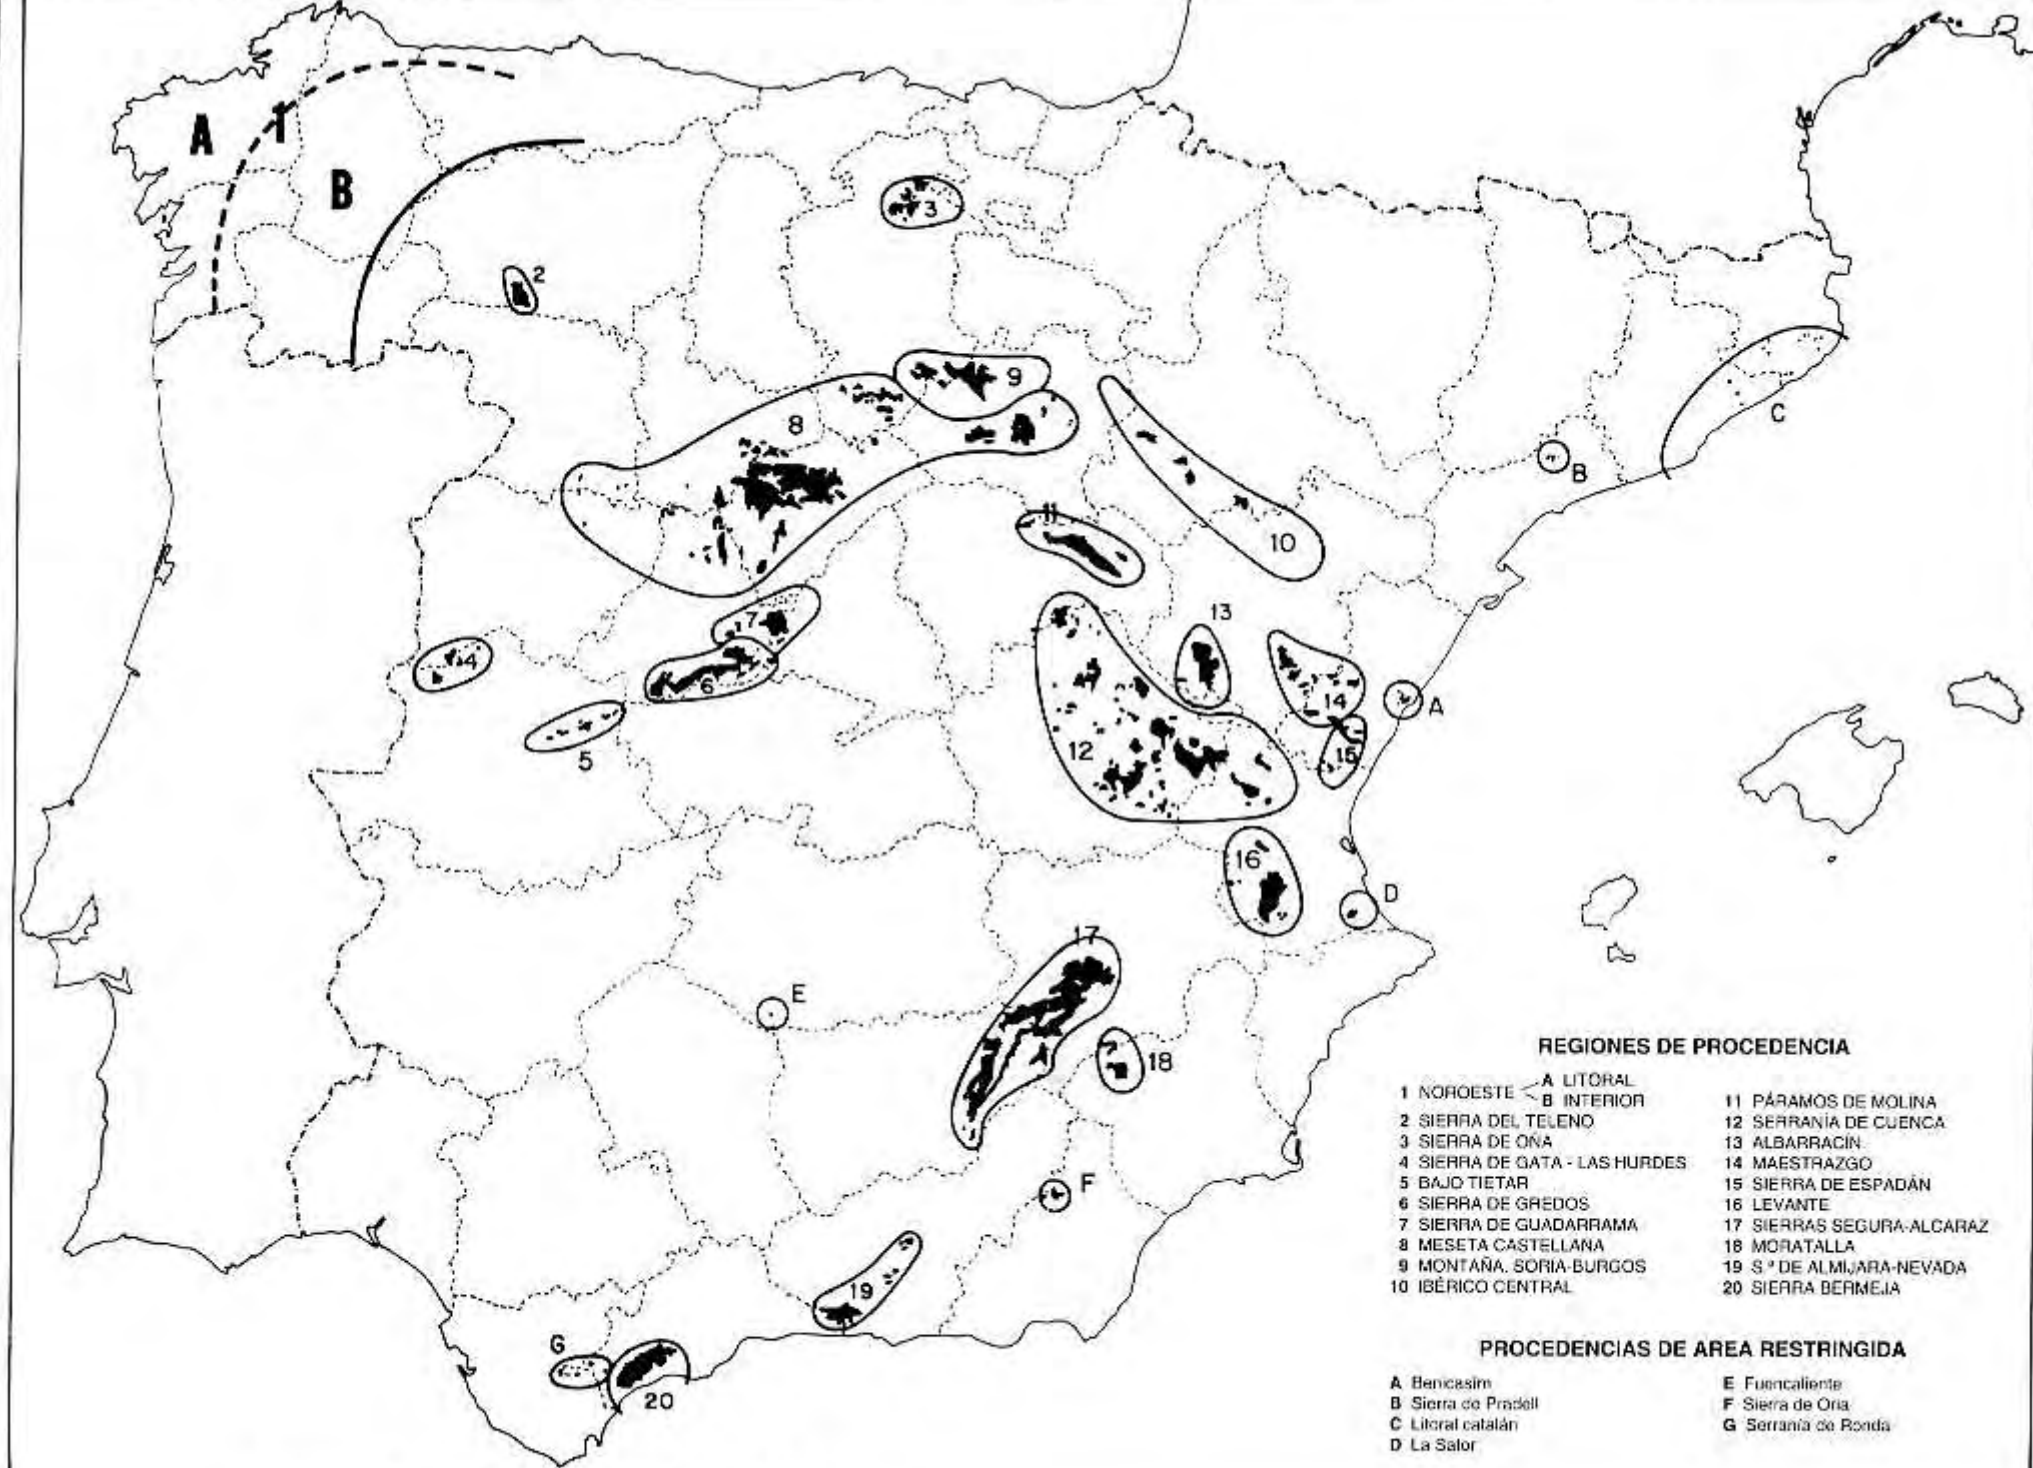 A
1
B
3
2
9
8
C
B
11
10
7
13
4
6
14
A
5
12
15
16
D
17
E
18
F
19
G
20
REGIONES DE PROCEDENCIA
1 NOROESTE A LITORAL
B INTERIOR
2 SIERRA DEL TELENO
3 SIERRA DE OÑA
4 SIERRA DE GATA - LAS HURDES
5 BAJO TIETAR
6 SIERRA DE GREDOS
7 SIERRA DE GUADARRAMA
8 MESETA CASTELLANA
9 MONTAÑA. SORIA-BURGOS
10 IBÉRICO CENTRAL
11 PÁRAMOS DE MOLINA
12 SERRANÍA DE CUENCA
13 ALBARRACÍN
14 MAESTRAZGO
15 SIERRA DE ESPADÁN
16 LEVANTE
17 SIERRAS SEGURA-ALCARAZ
18 MORATALLA
19 S.ª DE ALMIJARA-NEVADA
20 SIERRA BERMEJA
PROCEDENCIAS DE AREA RESTRINGIDA
A Benicasim
B Sierra de Pradell
C Litoral catalán
D La Safor
E Fuencaliente
F Sierra de Oria
G Serranía de Ronda